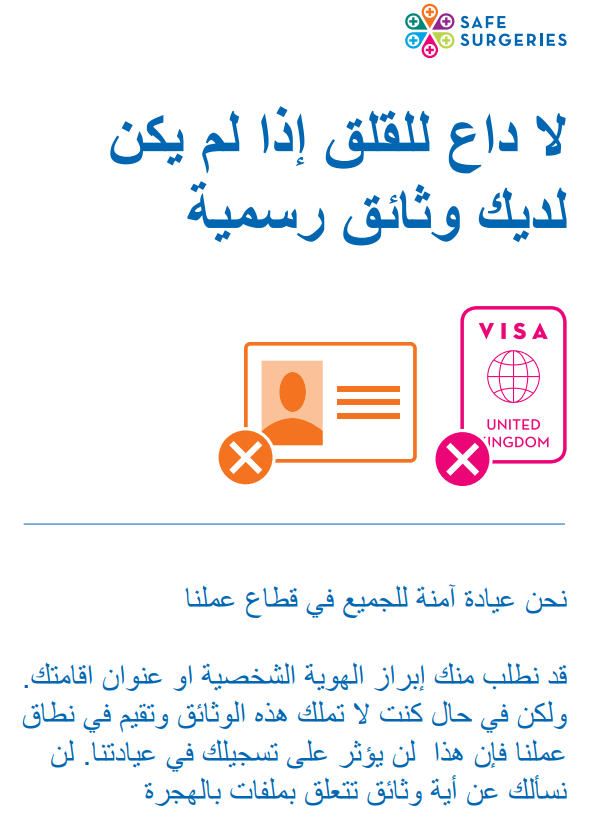 SAFE
SURGERIES
لا داع للقلق إذا لم يكن
لديك وثائق رسمية
VISA
UNITED
INGDOM
نحن عيادة آمنة للجميع في قطاع عملنا
قد نطلب منك إبراز الهوية الشخصية او عنوان اقامتك.
ولكن في حال كنت لا تملك هذه الوثائق وتقيم في نطاق
عملنا فإن هذا لن يؤثر على تسجيلك في عيادتنا. لن
نسألك عن أية وثائق تتعلق بملفات بالهجرة